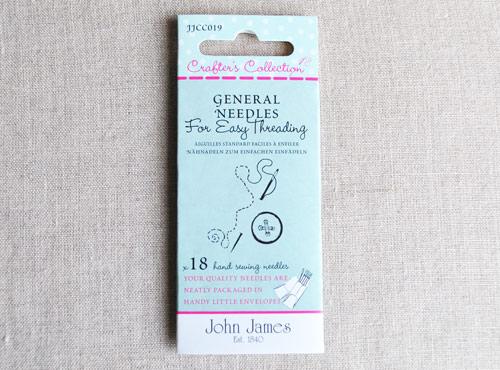 JJCC019
Crafter's Collection
GENERAL
NEEDLES
For Easy Threading
AIGUILLES STANDARD FACILES À ENFILER
NÄHNADELN ZUM EINFACHEN EINFÄDELN
x18 hand sewing needles
YOUR QUALITY NEEDLES ARE
NEATLY PACKAGED IN
HANDY LITTLE ENVELOPES
John James
Est. 1840